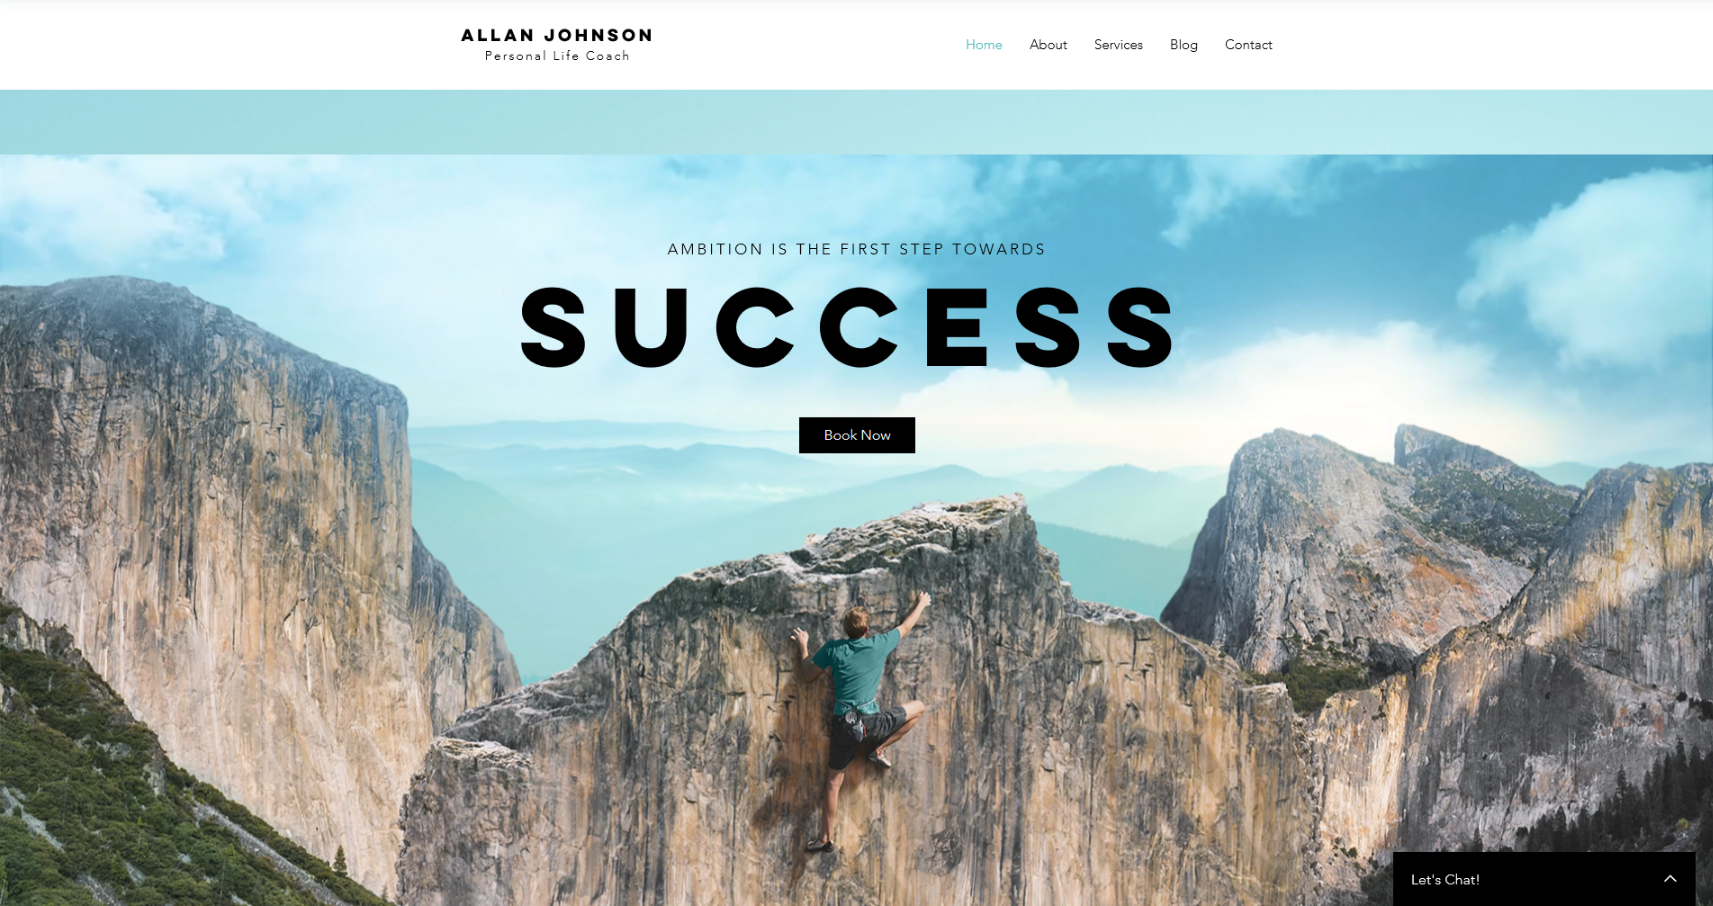 ALLAN JOHNSON
Personal Life Coach
Home About Services Blog Contact
AMBITION IS THE FIRST STEP TOWARDS
SUCCESS
Book Now
Let's Chat!